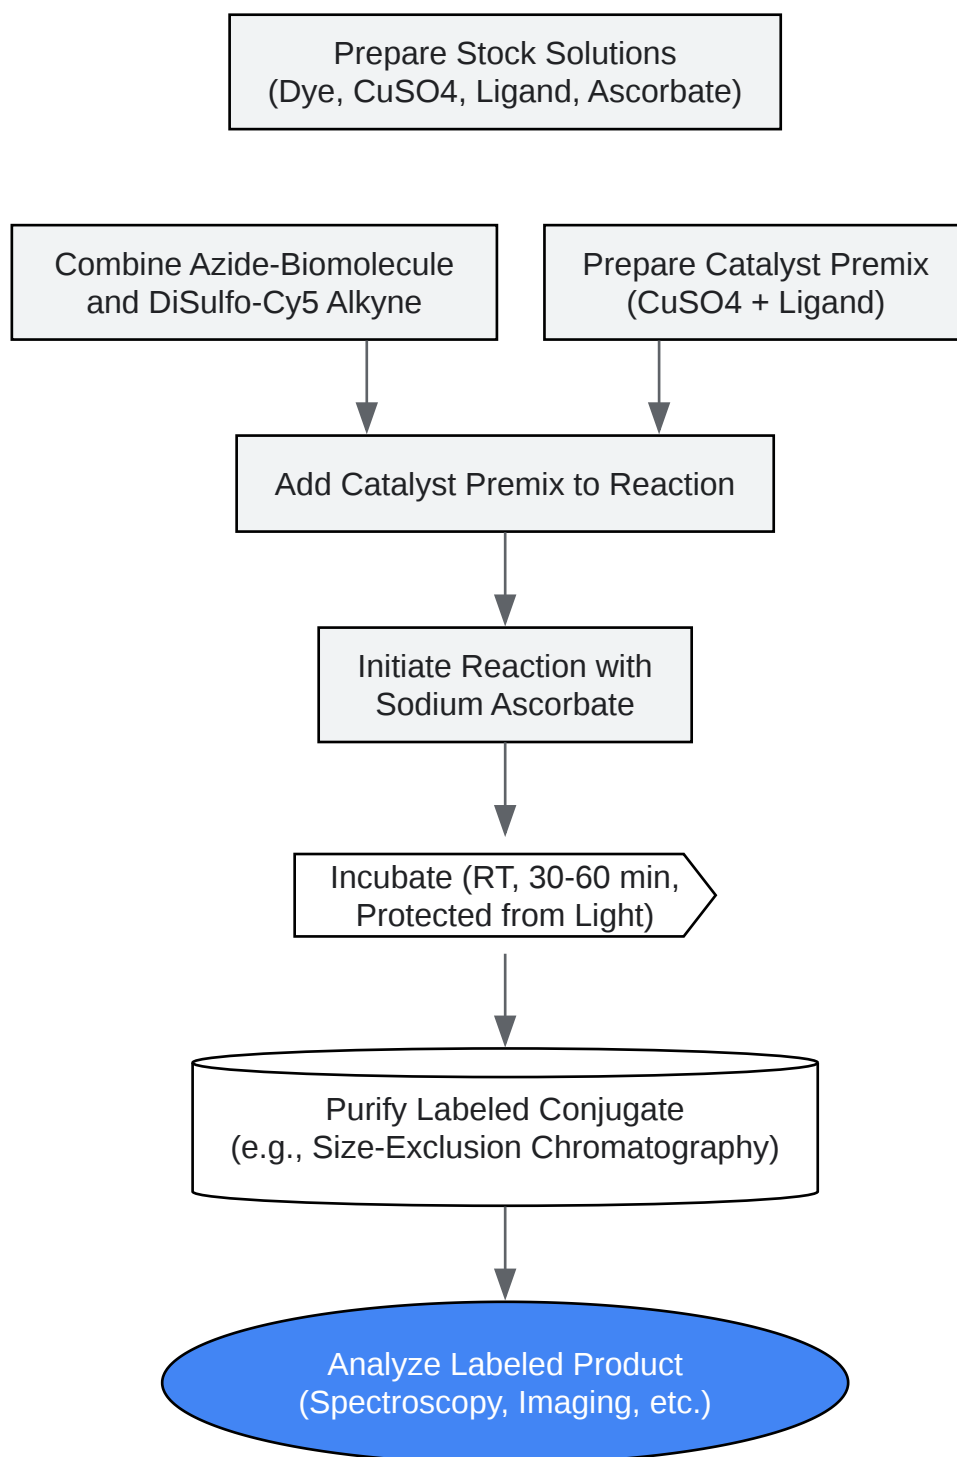 Prepare Stock Solutions
(Dye, CuSO4, Ligand, Ascorbate)
Combine Azide-Biomolecule
and DiSulfo-Cy5 Alkyne
Prepare Catalyst Premix
(CuSO4 + Ligand)
Add Catalyst Premix to Reaction
Initiate Reaction with
Sodium Ascorbate
Incubate (RT, 30-60 min,
Protected from Light)
Purify Labeled Conjugate
(e.g., Size-Exclusion Chromatography)
Analyze Labeled Product
(Spectroscopy, Imaging, etc.)